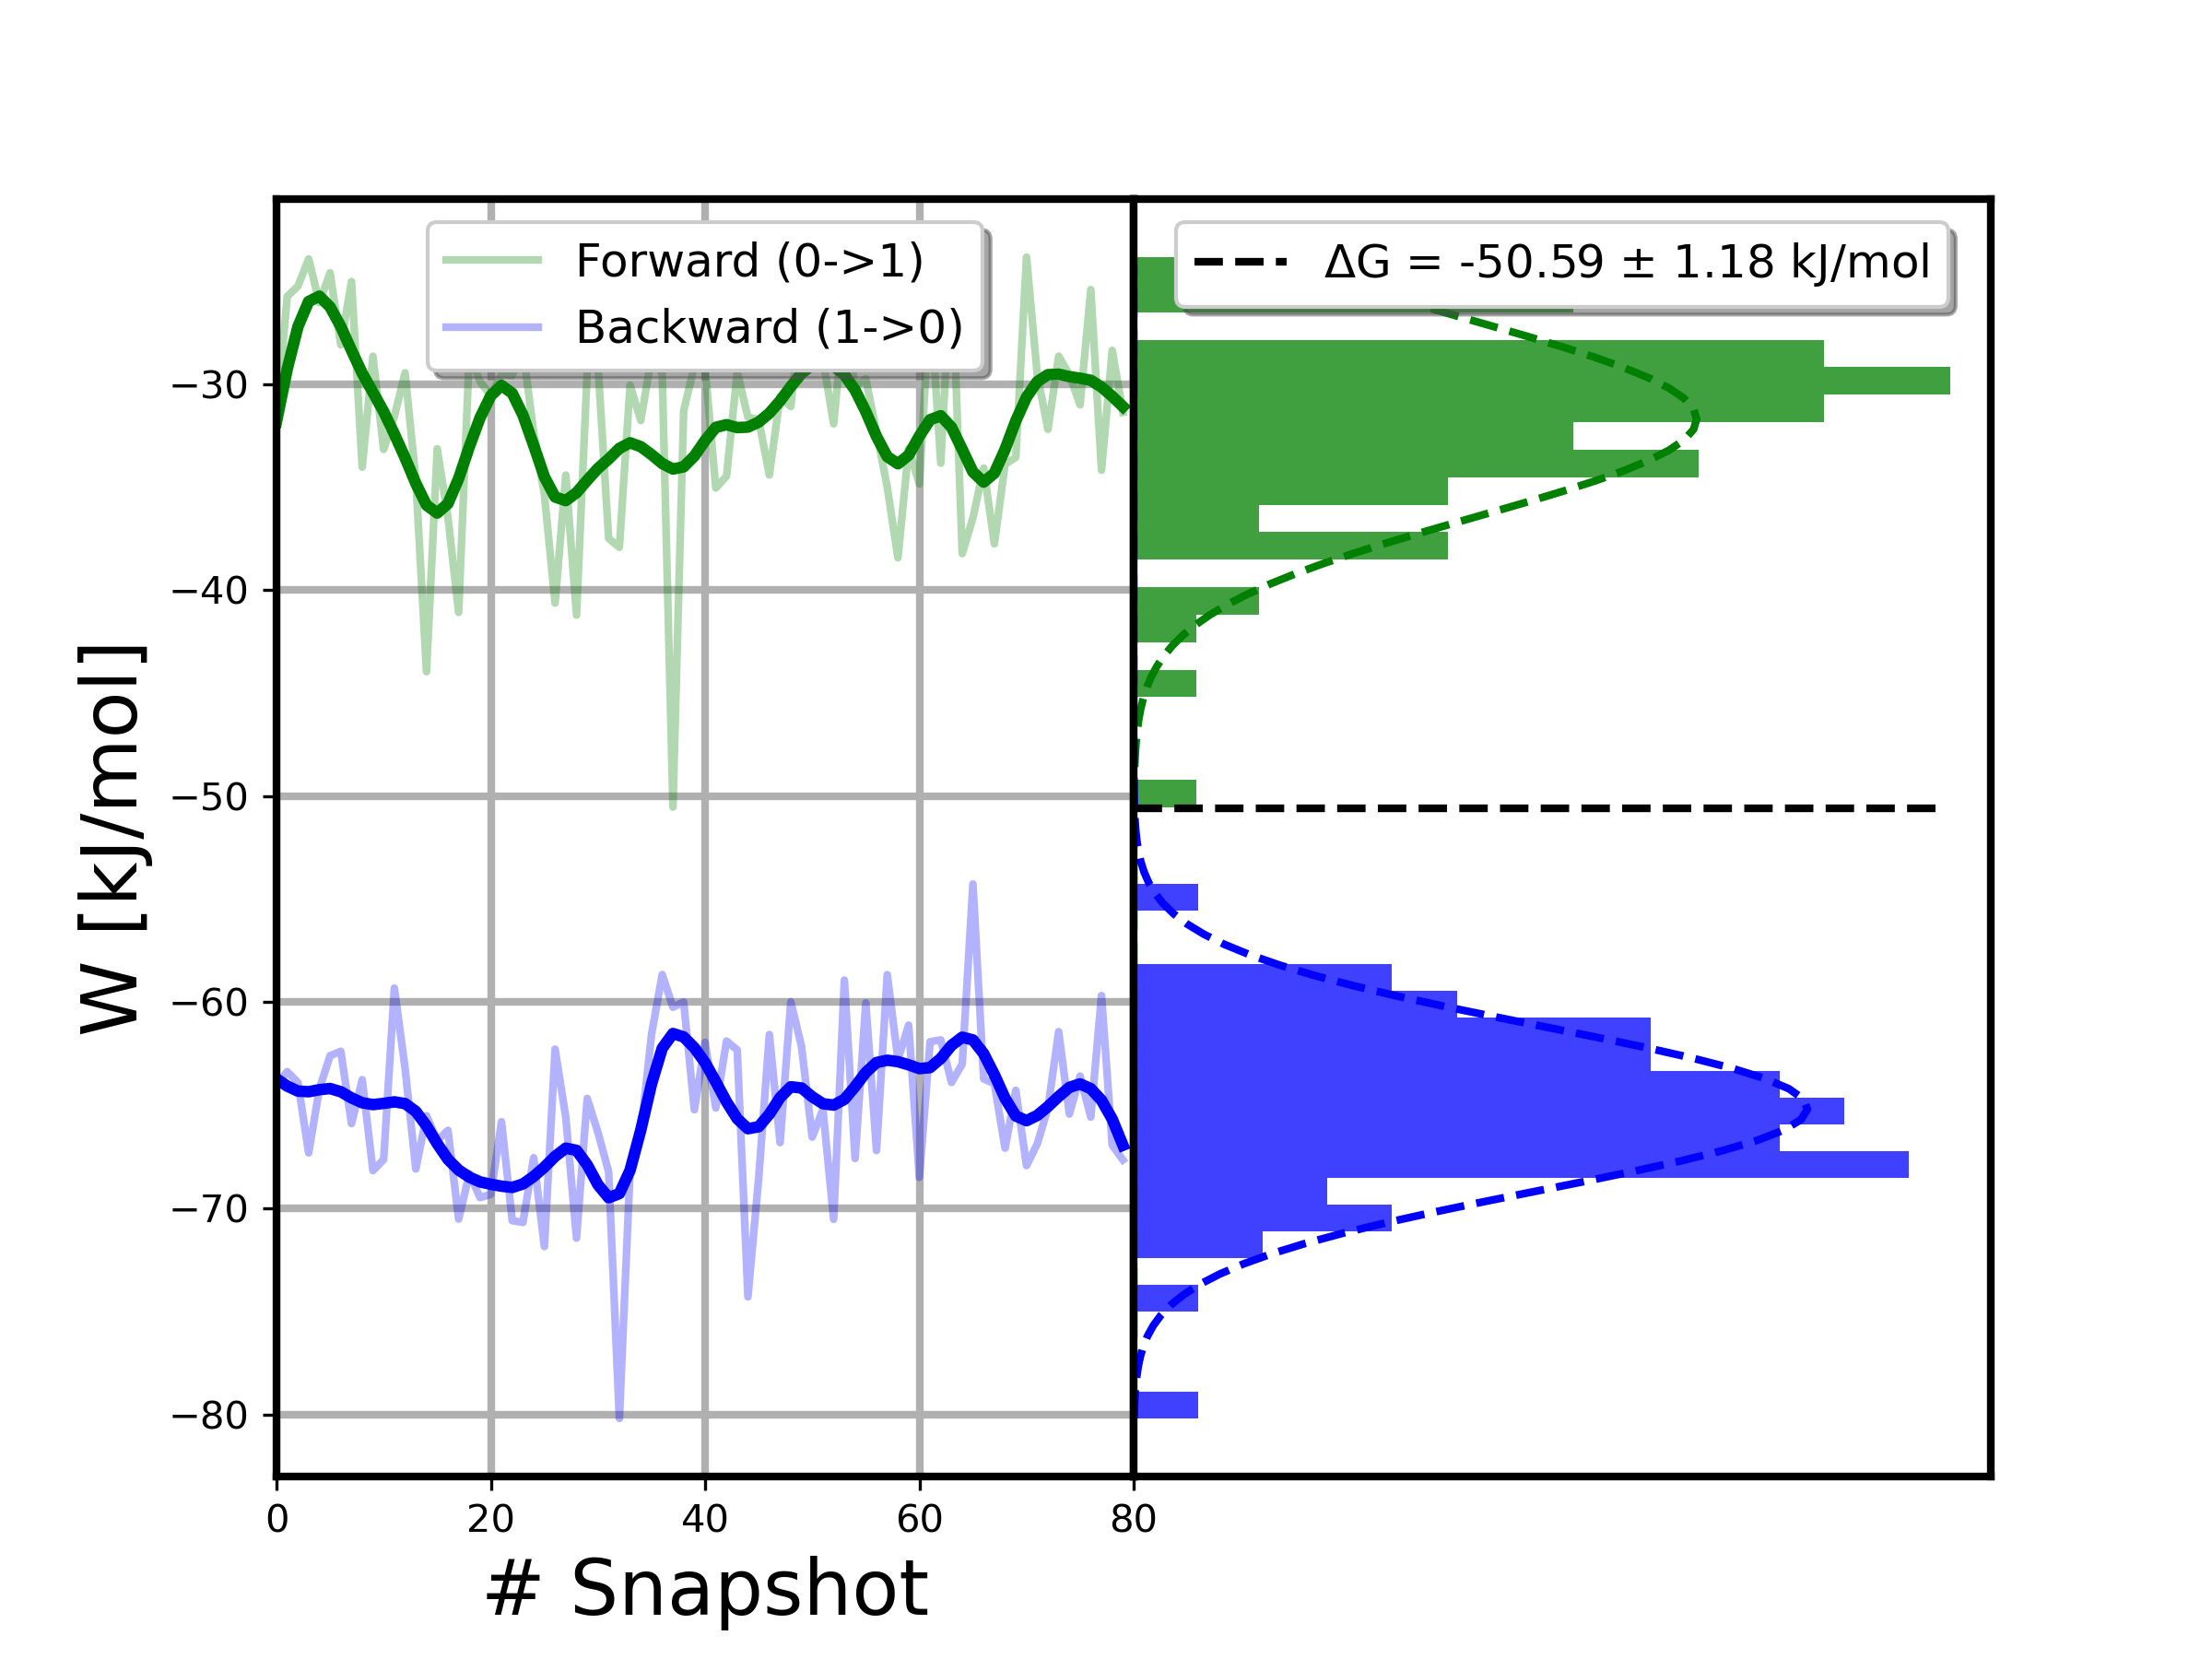 Forward (0->1)
Backward (1->0)
ΔG = -50.59 ± 1.18 kJ/mol
−30
−40
−50
−60
−70
−80
W [kJ/mol]
0 20 40 60 80
# Snapshot